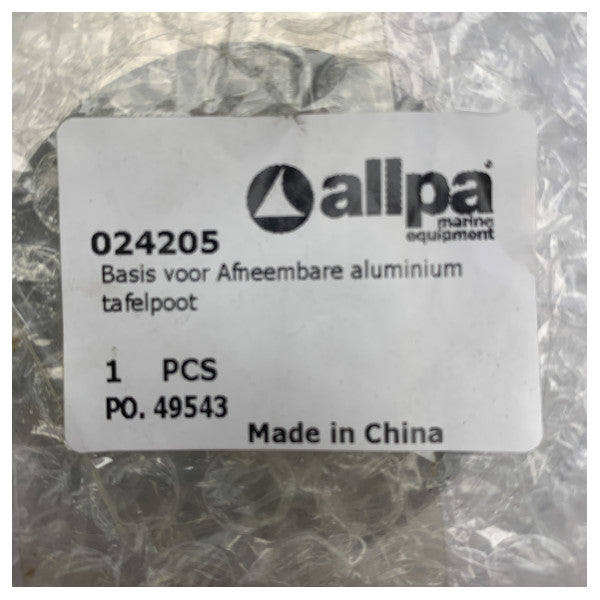 allpa
marine
equipment
024205
Basis voor Afneembare aluminium
tafelpoot
1 PCS
PO. 49543
Made in China